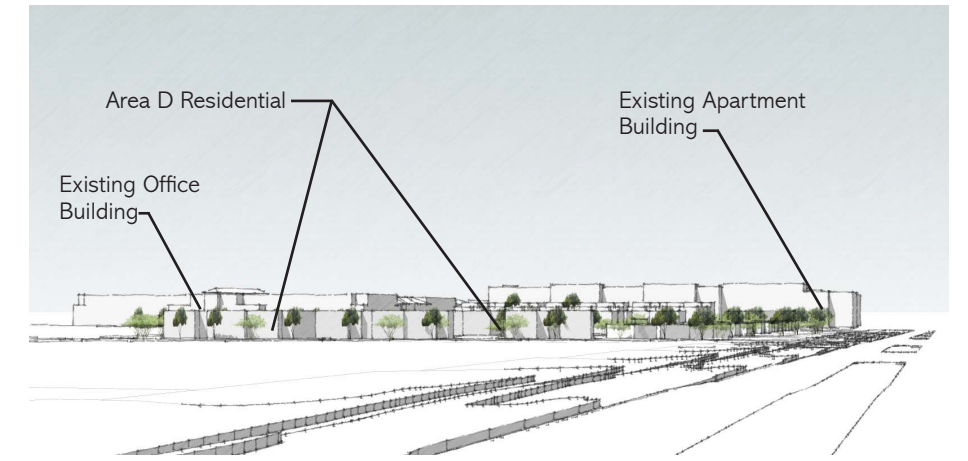 Area D Residential
Existing Apartment
Building
Existing Office
Building